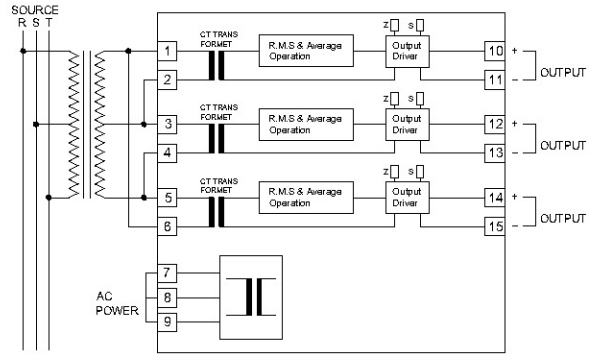 SOURCE
R S T
CT TRANS
FORMET
R.M.S & Average
Operation
Z S
Output
Driver
1
2
10 +
11 −
OUTPUT
CT TRANS
FORMET
R.M.S & Average
Operation
Z S
Output
Driver
3
4
12 +
13 −
OUTPUT
CT TRANS
FORMET
R.M.S & Average
Operation
Z S
Output
Driver
5
6
14 +
15 −
OUTPUT
AC
POWER
7
8
9